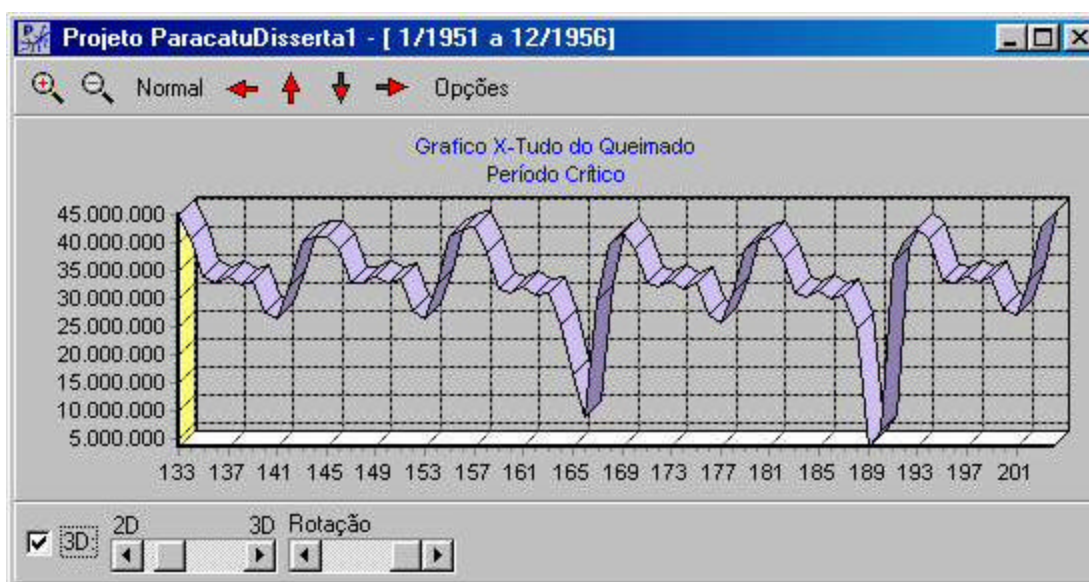 Projeto ParacatuDisserta1 - [ 1/1951 a 12/1956]
Normal Opções
Grafico X-Tudo do Queimado
Período Crítico
45.000.000
40.000.000
35.000.000
30.000.000
25.000.000
20.000.000
15.000.000
10.000.000
5.000.000
133 137 141 145 149 153 157 161 165 169 173 177 181 185 189 193 197 201
3D: 2D 3D Rotação